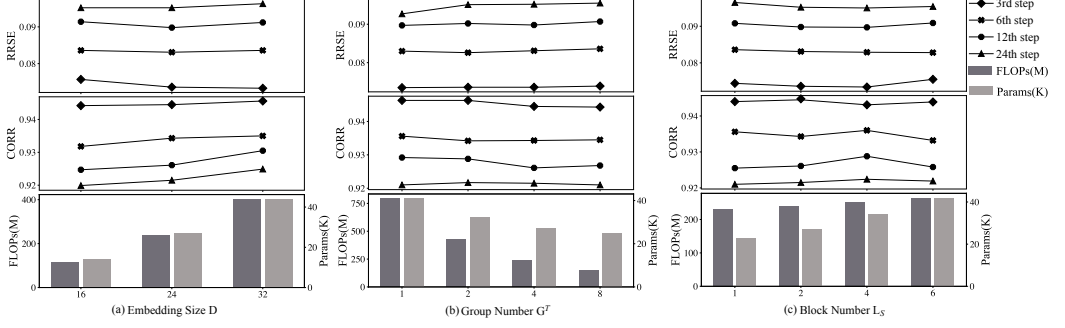 3rd step
6th step
12th step
24th step
FLOPs(M)
Params(K)
RRSE
0.09
0.08
CORR
0.94
0.93
0.92
FLOPs(M)
400
200
0
40
20
0
Params(K)
16 24 32
(a) Embedding Size D
RRSE
0.09
0.08
CORR
0.94
0.93
0.92
FLOPs(M)
750
500
250
0
40
20
0
Params(K)
1 2 4 8
(b) Group Number G^T
RRSE
0.09
0.08
CORR
0.94
0.93
0.92
FLOPs(M)
200
100
0
40
20
0
Params(K)
1 2 4 6
(c) Block Number L_S